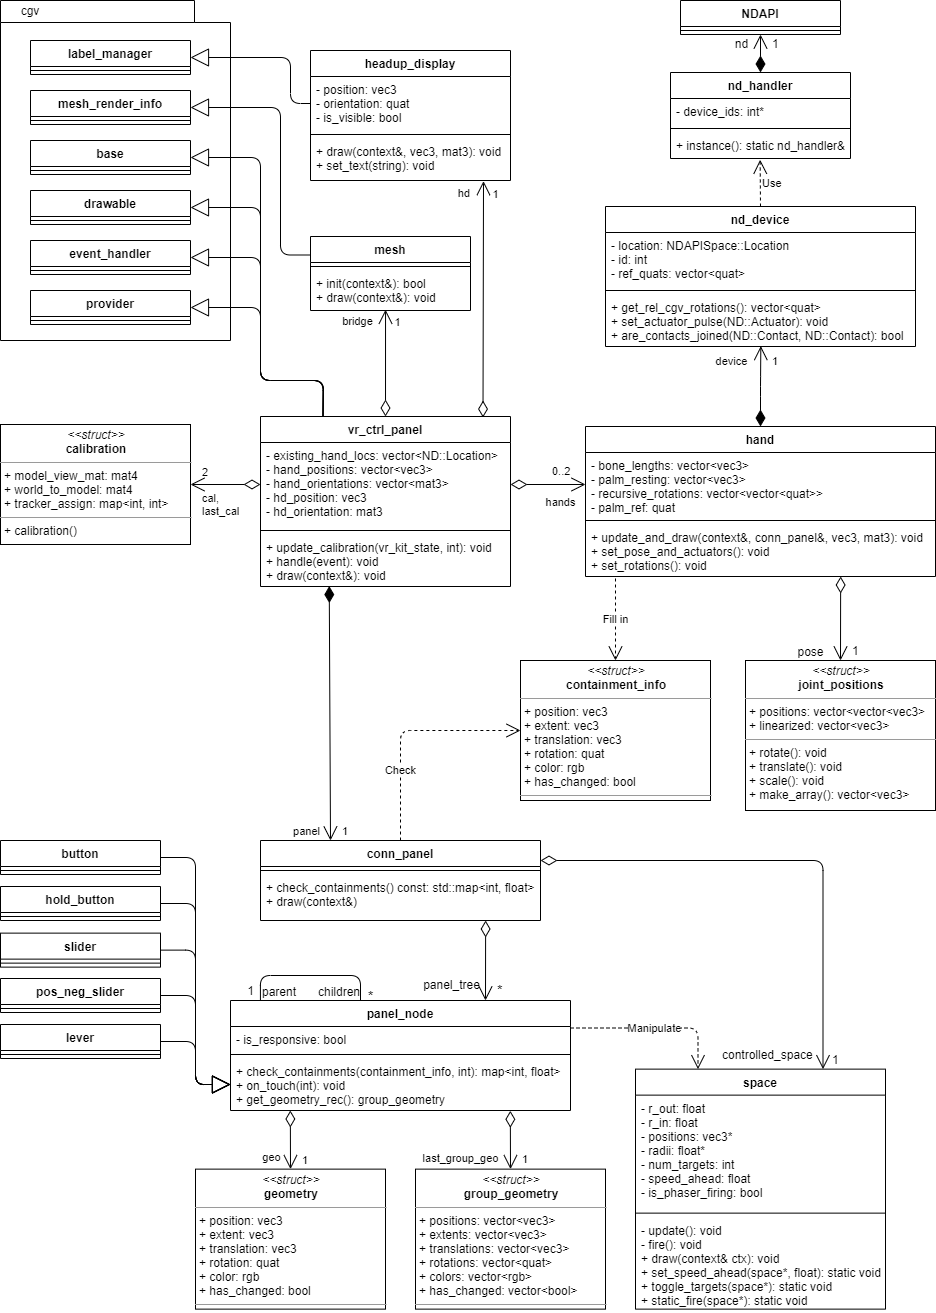 cgv
label_manager
mesh_render_info
base
drawable
event_handler
provider
headup_display
- position: vec3
- orientation: quat
- is_visible: bool
+ draw(context&, vec3, mat3): void
+ set_text(string): void
hd
1
mesh
+ init(context&): bool
+ draw(context&): void
bridge
1
NDAPI
nd
1
nd_handler
- device_ids: int*
+ instance(): static nd_handler&
Use
nd_device
- location: NDAPISpace::Location
- id: int
- ref_quats: vector<quat>
+ get_rel_cgv_rotations(): vector<quat>
+ set_actuator_pulse(ND::Actuator): void
+ are_contacts_joined(ND::Contact, ND::Contact): bool
device
1
<<struct>>
calibration
+ model_view_mat: mat4
+ world_to_model: mat4
+ tracker_assign: map<int, int>
+ calibration()
2
cal,
last_cal
vr_ctrl_panel
- existing_hand_locs: vector<ND::Location>
- hand_positions: vector<vec3>
- hand_orientations: vector<mat3>
- hd_position: vec3
- hd_orientation: mat3
+ update_calibration(vr_kit_state, int): void
+ handle(event): void
+ draw(context&): void
0..2
hands
hand
- bone_lengths: vector<vec3>
- palm_resting: vector<vec3>
- recursive_rotations: vector<vector<quat>>
- palm_ref: quat
+ update_and_draw(context&, conn_panel&, vec3, mat3): void
+ set_pose_and_actuators(): void
+ set_rotations(): void
Fill in
pose
1
<<struct>>
containment_info
+ position: vec3
+ extent: vec3
+ translation: vec3
+ rotation: quat
+ color: rgb
+ has_changed: bool
<<struct>>
joint_positions
+ positions: vector<vector<vec3>
+ linearized: vector<vec3>
+ rotate(): void
+ translate(): void
+ scale(): void
+ make_array(): vector<vec3>
Check
panel
1
conn_panel
+ check_containments() const: std::map<int, float>
+ draw(context&)
button
hold_button
slider
pos_neg_slider
lever
1
parent
children
*
panel_tree
*
panel_node
- is_responsive: bool
+ check_containments(containment_info, int): map<int, float>
+ on_touch(int): void
+ get_geometry_rec(): group_geometry
Manipulate
controlled_space
1
space
- r_out: float
- r_in: float
- positions: vec3*
- radii: float*
- num_targets: int
- speed_ahead: float
- is_phaser_firing: bool
- update(): void
- fire(): void
+ draw(context& ctx): void
+ set_speed_ahead(space*, float): static void
+ toggle_targets(space*): static void
+ static_fire(space*): static void
geo
1
<<struct>>
geometry
+ position: vec3
+ extent: vec3
+ translation: vec3
+ rotation: quat
+ color: rgb
+ has_changed: bool
last_group_geo
1
<<struct>>
group_geometry
+ positions: vector<vec3>
+ extents: vector<vec3>
+ translations: vector<vec3>
+ rotations: vector<quat>
+ colors: vector<rgb>
+ has_changed: vector<bool>